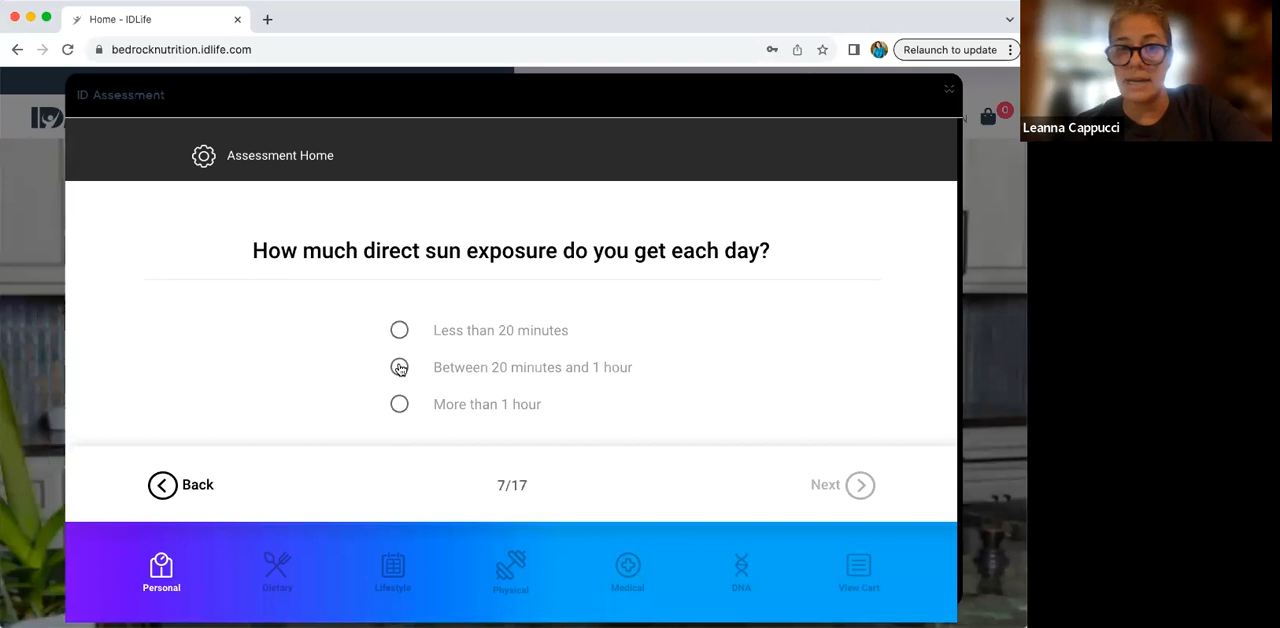 Home - IDLife
bedrocknutrition.idlife.com
Relaunch to update
ID Assessment
ID
0
Leanna Cappucci
Assessment Home
How much direct sun exposure do you get each day?
Less than 20 minutes
Between 20 minutes and 1 hour
More than 1 hour
Back
7/17
Next
Personal
Dietary
Lifestyle
Physical
Medical
DNA
View Cart